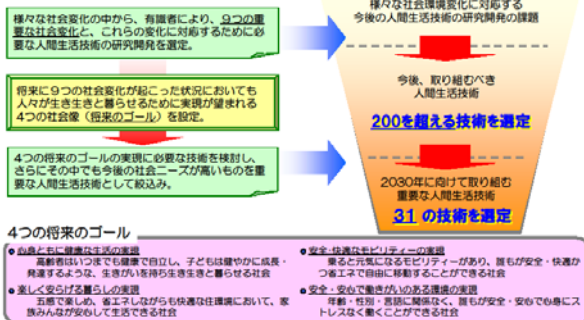 様々な社会変化の中から、有識者により、９つの重
要な社会変化と、これらの変化に対応するために必
要な人間生活技術の研究開発を選定。
将来に９つの社会変化が起こった状況においても
人々が生き生きと暮らせるために実現が望まれる
４つの社会像（将来のゴール）を設定。
４つの将来のゴールの実現に必要な技術を検討し、
さらにその中でも今後の社会ニーズが高いものを重
要な人間生活技術として絞込み。
様々な社会環境変化に対応する
今後の人間生活技術の研究開発の課題
今後、取り組むべき
人間生活技術
200を超える技術を選定
2030年に向けて取り組む
重要な人間生活技術
31 の技術を選定
４つの将来のゴール
心身ともに健康な生活の実現
高齢者はいつまでも健康で自立し、子どもは健やかに成長・
発達するような、生きがいを持ち生き生きと暮らせる社会
楽しく安らげる暮らしの実現
五感で楽しめ、省エネしながらも快適な住環境において、家
族みんなが安心して生活できる社会
安全・快適なモビリティーの実現
乗ると元気になるモビリティーがあり、誰もが安全・快適か
つ省エネで自由に移動することができる社会
安全・安心で働きがいのある環境の実現
年齢・性別・言語に関係なく、誰もが安全・安心で心身にス
トレスなく働くことができる社会